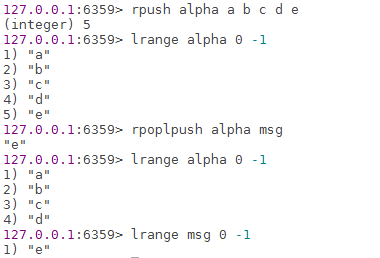 127.0.0.1:6359> rpush alpha a b c d e
(integer) 5
127.0.0.1:6359> lrange alpha 0 -1
1) "a"
2) "b"
3) "c"
4) "d"
5) "e"
127.0.0.1:6359> rpoplpush alpha msg
"e"
127.0.0.1:6359> lrange alpha 0 -1
1) "a"
2) "b"
3) "c"
4) "d"
127.0.0.1:6359> lrange msg 0 -1
1) "e"